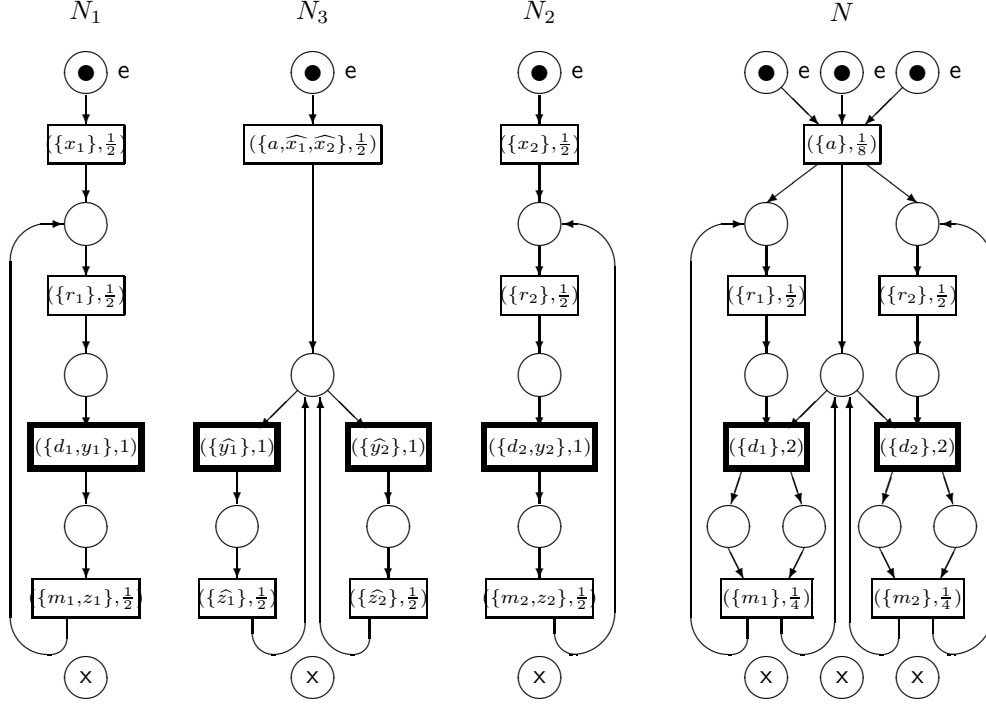 N₁ N₃ N₂ N
e e e e e e
({x₁},½) ({a,x̂₁,x̂₂},½) ({x₂},½) ({a},⅛)
({r₁},½) ({r₂},½) ({r₁},½) ({r₂},½)
({d₁,y₁},1) ({ŷ₁},1) ({ŷ₂},1) ({d₂,y₂},1) ({d₁},2) ({d₂},2)
({m₁,z₁},½) ({ẑ₁},½) ({ẑ₂},½) ({m₂,z₂},½) ({m₁},¼) ({m₂},¼)
x x x x x x